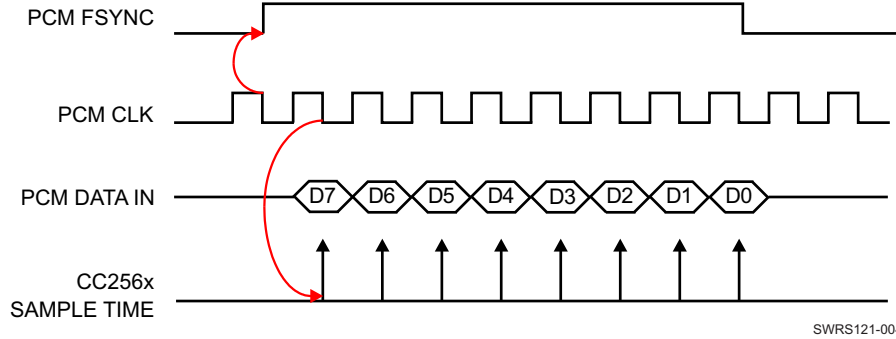 PCM FSYNC
PCM CLK
PCM DATA IN
D7 D6 D5 D4 D3 D2 D1 D0
CC256x
SAMPLE TIME
SWRS121-00